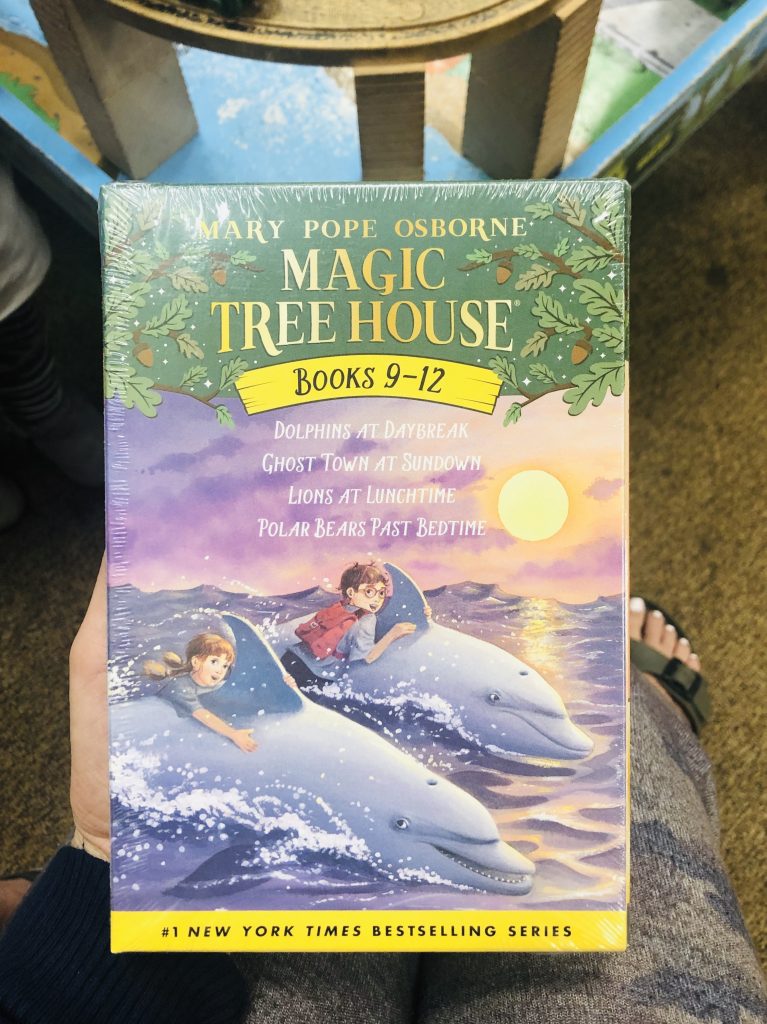 MARY POPE OSBORNE
MAGIC
TREE HOUSE®
BOOKS 9–12
DOLPHINS AT DAYBREAK
GHOST TOWN AT SUNDOWN
LIONS AT LUNCHTIME
POLAR BEARS PAST BEDTIME
#1 NEW YORK TIMES BESTSELLING SERIES